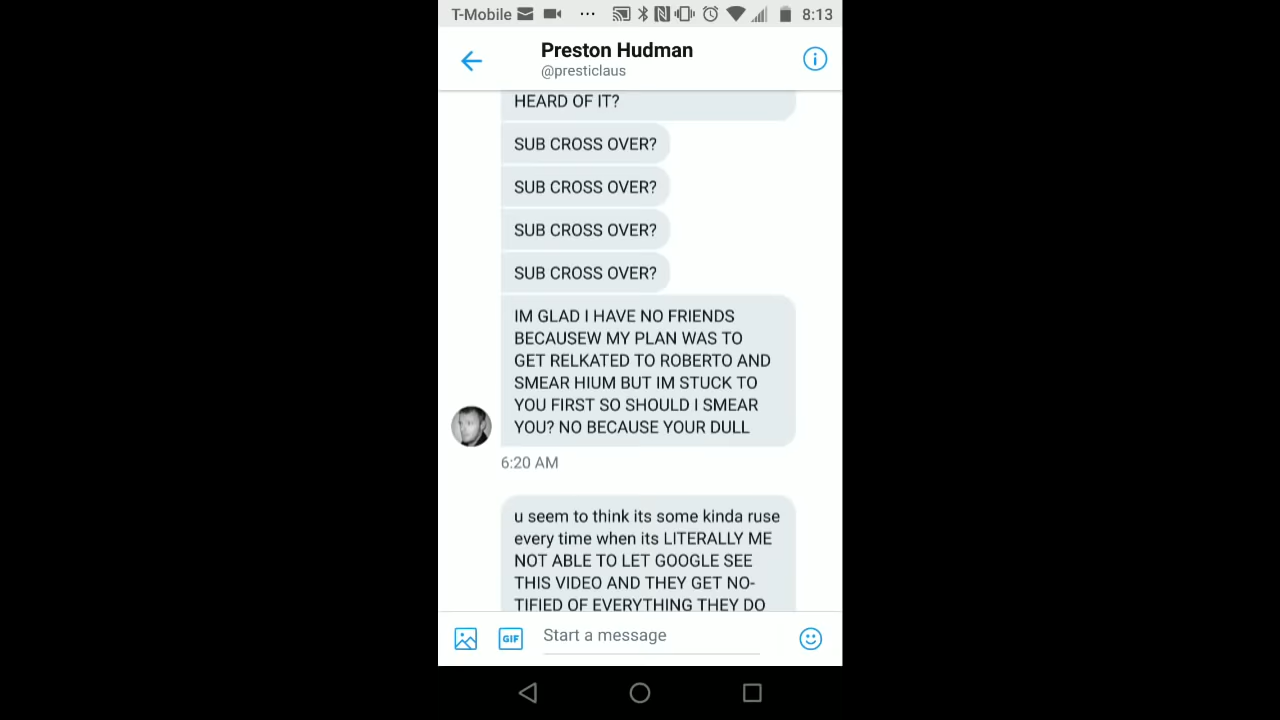 T-Mobile
8:13
Preston Hudman
@presticlaus
HEARD OF IT?
SUB CROSS OVER?
SUB CROSS OVER?
SUB CROSS OVER?
SUB CROSS OVER?
IM GLAD I HAVE NO FRIENDS
BECAUSEW MY PLAN WAS TO
GET RELKATED TO ROBERTO AND
SMEAR HIUM BUT IM STUCK TO
YOU FIRST SO SHOULD I SMEAR
YOU? NO BECAUSE YOUR DULL
6:20 AM
u seem to think its some kinda ruse
every time when its LITERALLY ME
NOT ABLE TO LET GOOGLE SEE
THIS VIDEO AND THEY GET NO-
TIFIED OF EVERYTHING THEY DO
GIF
Start a message